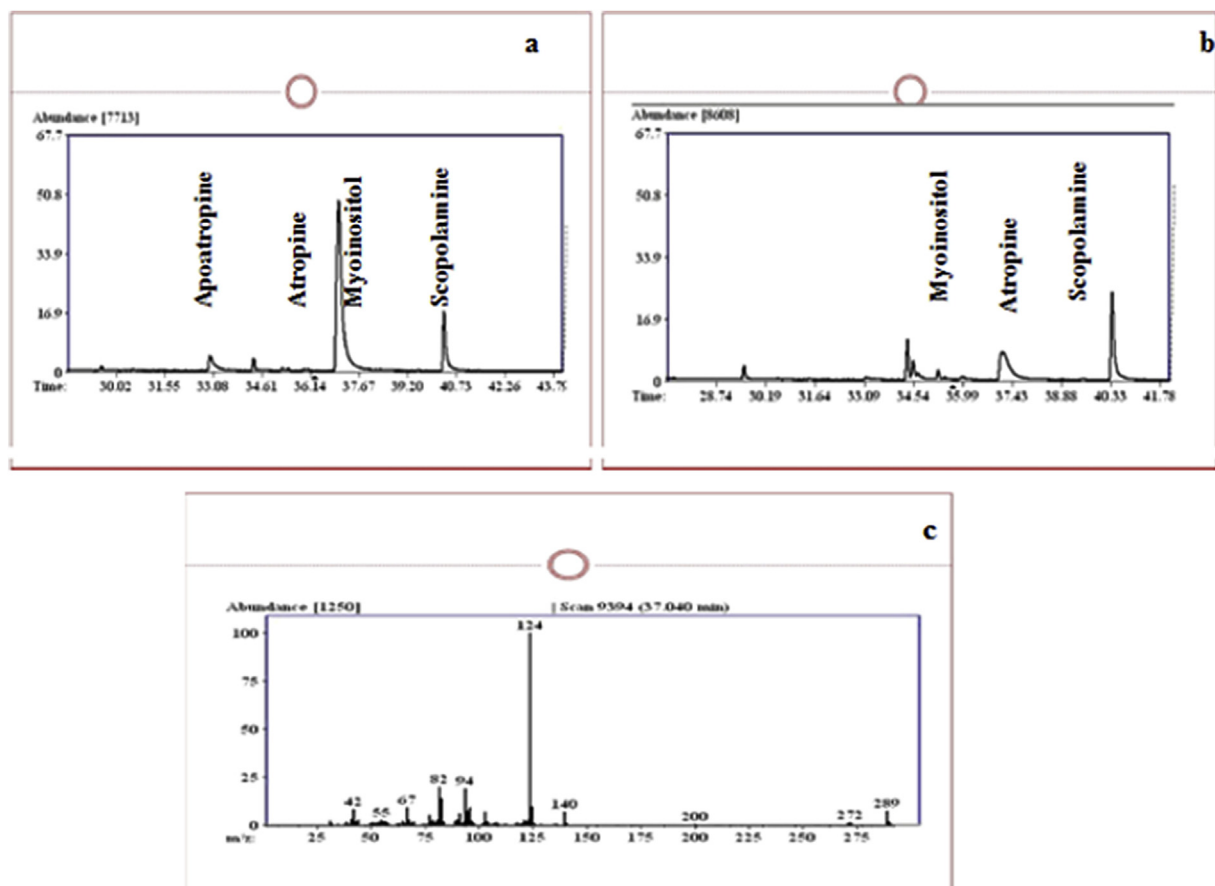 a
Abundance [7713]
67.7
50.8
33.9
16.9
0
Apoatropine
Atropine
Myoinositol
Scopolamine
Time: 30.02 31.55 33.08 34.61 36.14 37.67 39.20 40.73 42.26 43.75
b
Abundance [8608]
67.7
50.8
33.9
16.9
0
Myoinositol
Atropine
Scopolamine
Time: 28.74 30.19 31.64 33.09 34.54 35.99 37.43 38.88 40.33 41.78
c
Abundance [1250] | Scan 9394 (37.040 min)
100
75
50
25
0
42 55 67 82 94 124 140 200 272 289
m/z: 25 50 75 100 125 150 175 200 225 250 275